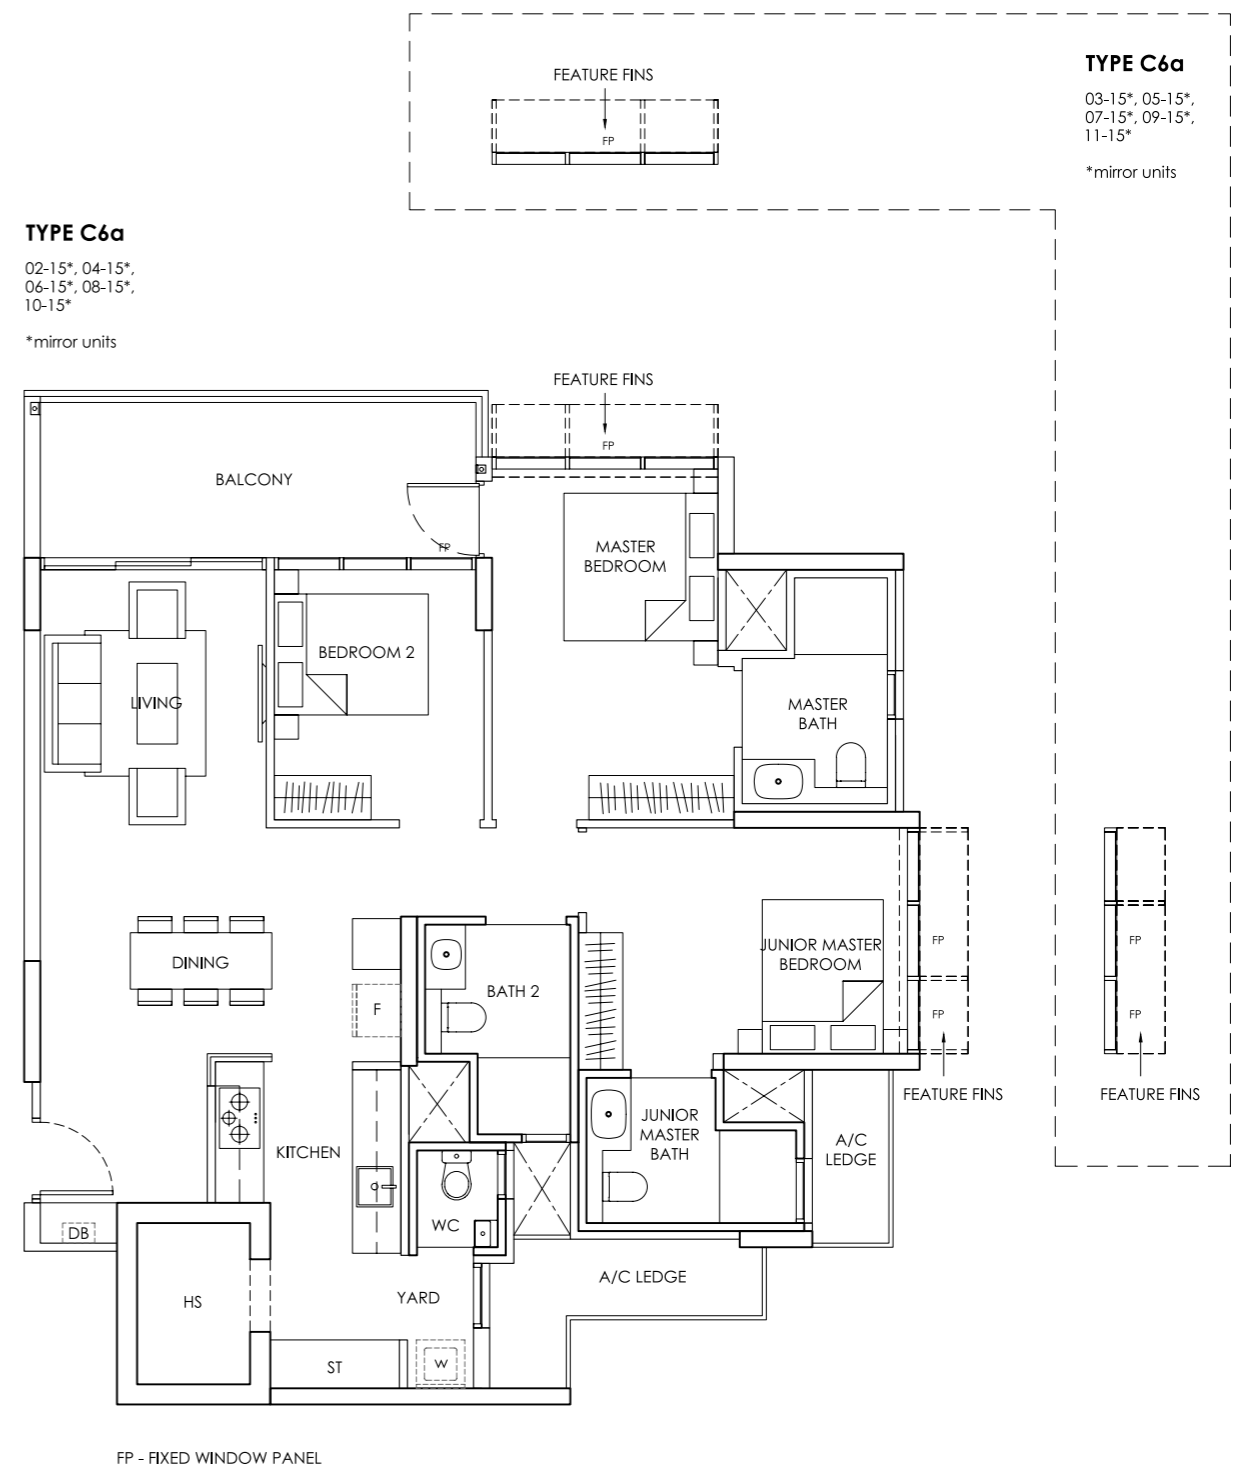 FEATURE FINS
FP
TYPE C6a
03-15*, 05-15*,
07-15*, 09-15*,
11-15*
*mirror units
TYPE C6a
02-15*, 04-15*,
06-15*, 08-15*,
10-15*
*mirror units
FEATURE FINS
FP
BALCONY
FP
MASTER
BEDROOM
BEDROOM 2
LIVING
MASTER
BATH
DINING
F
BATH 2
JUNIOR MASTER
BEDROOM
FP
FP
FEATURE FINS
FP
FP
FEATURE FINS
KITCHEN
JUNIOR
MASTER
BATH
A/C
LEDGE
WC
DB
HS
YARD
A/C LEDGE
ST
W
FP - FIXED WINDOW PANEL